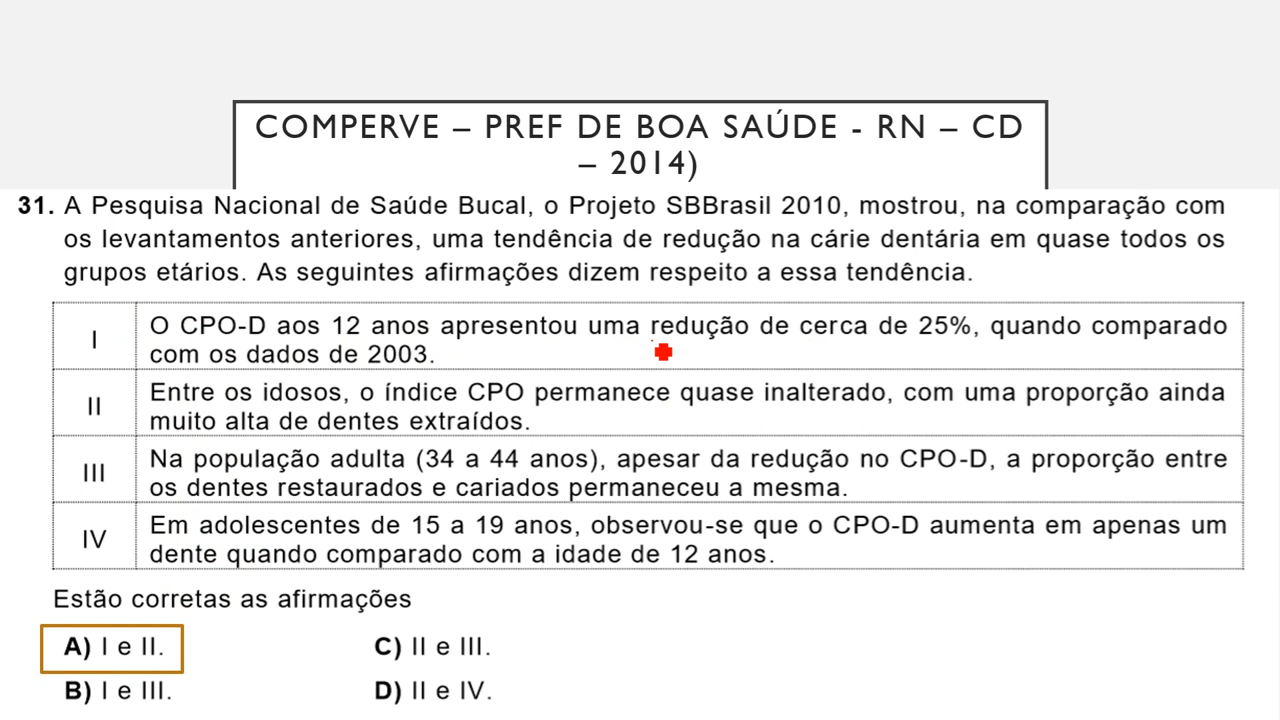 COMPERVE – PREF DE BOA SAÚDE - RN – CD
– 2014)
31. A Pesquisa Nacional de Saúde Bucal, o Projeto SBBrasil 2010, mostrou, na comparação com
os levantamentos anteriores, uma tendência de redução na cárie dentária em quase todos os
grupos etários. As seguintes afirmações dizem respeito a essa tendência.
I
O CPO-D aos 12 anos apresentou uma redução de cerca de 25%, quando comparado
com os dados de 2003.
II
Entre os idosos, o índice CPO permanece quase inalterado, com uma proporção ainda
muito alta de dentes extraídos.
III
Na população adulta (34 a 44 anos), apesar da redução no CPO-D, a proporção entre
os dentes restaurados e cariados permaneceu a mesma.
IV
Em adolescentes de 15 a 19 anos, observou-se que o CPO-D aumenta em apenas um
dente quando comparado com a idade de 12 anos.
Estão corretas as afirmações
A) I e II.
C) II e III.
B) I e III.
D) II e IV.